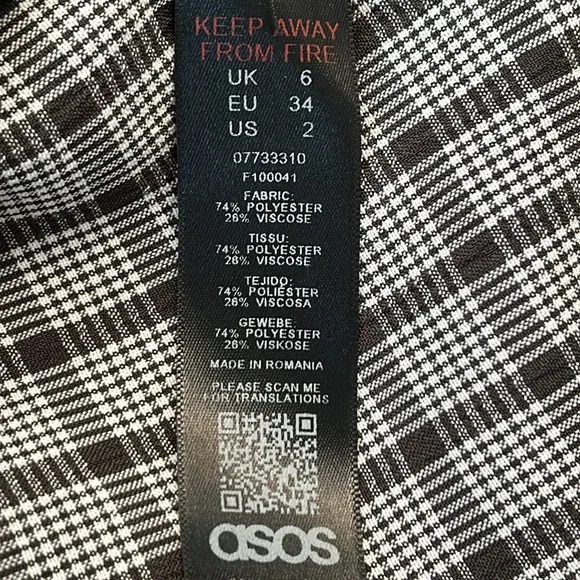 KEEP AWAY
FROM FIRE
UK 6
EU 34
US 2
07733310
F100041
FABRIC:
74% POLYESTER
26% VISCOSE
TISSU:
74% POLYESTER
26% VISCOSE
TEJIDO:
74% POLIÉSTER
26% VISCOSA
GEWEBE:
74% POLYESTER
26% VISKOSE
MADE IN ROMANIA
PLEASE SCAN ME
FOR TRANSLATIONS
asos